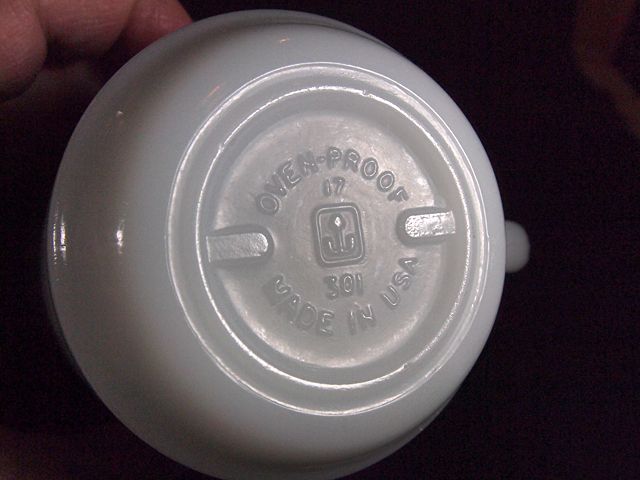 OVEN-PROOF
17
301
MADE IN USA